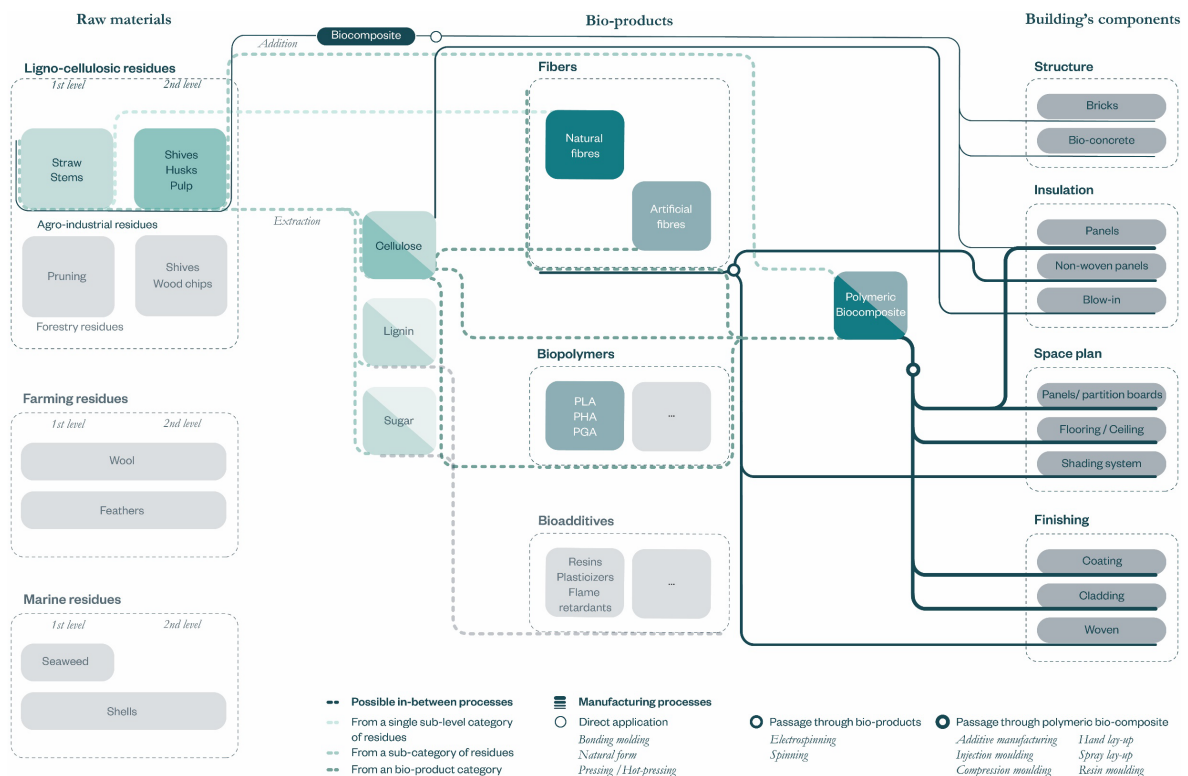 Raw materials
Bio-products
Building's components
Addition
Biocomposite
Ligno-cellulosic residues
1st level
2nd level
Straw
Stems
Shives
Husks
Pulp
Agro-industrial residues
Pruning
Shives
Wood chips
Forestry residues
Extraction
Cellulose
Lignin
Sugar
Farming residues
1st level
2nd level
Wool
Feathers
Marine residues
1st level
2nd level
Seaweed
Shells
Fibers
Natural
fibres
Artificial
fibres
Biopolymers
PLA
PHA
PGA
...
Bioadditives
Resins
Plasticizers
Flame
retardants
...
Polymeric
Biocomposite
Structure
Bricks
Bio-concrete
Insulation
Panels
Non-woven panels
Blow-in
Space plan
Panels/ partition boards
Flooring / Ceiling
Shading system
Finishing
Coating
Cladding
Woven
Possible in-between processes
From a single sub-level category
of residues
From a sub-category of residues
From an bio-product category
Manufacturing processes
Direct application
Bonding molding
Natural form
Pressing / Hot-pressing
Passage through bio-products
Electrospinning
Spinning
Passage through polymeric bio-composite
Additive manufacturing
Injection moulding
Compression moulding
Hand lay-up
Spray lay-up
Resin moulding